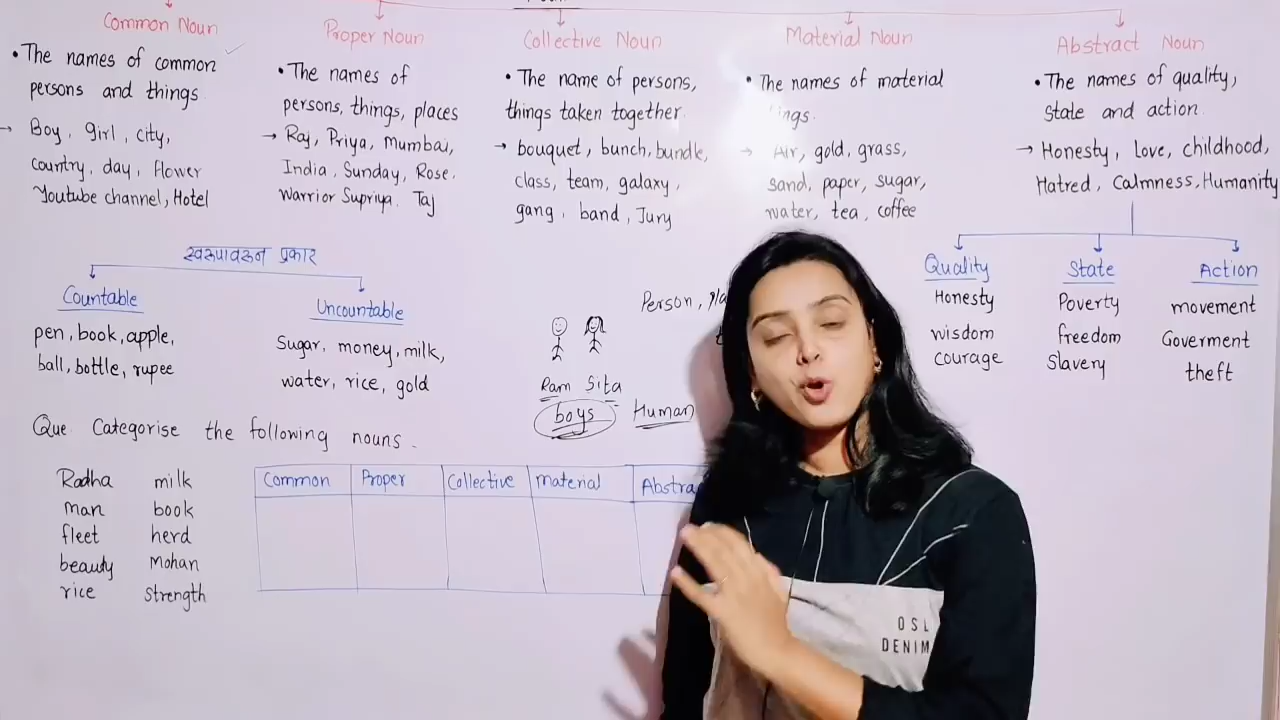 Common Noun
• The names of common
persons and things
→ Boy, girl, city,
country, day, flower
Youtube channel, Hotel
Proper Noun
• The names of
persons, things, places
→ Raj, Priya, Mumbai,
India, Sunday, Rose.
Warrior Supriya. Taj
Collective Noun
• The name of persons,
things taken together.
→ bouquet, bunch, bundle,
class, team, galaxy,
gang, band, Jury
Material Noun
• The names of material
→ Air, gold, grass,
sand, paper, sugar,
water, tea, coffee
Abstract Noun
• The names of quality,
State and action.
→ Honesty, Love, childhood,
Hatred, Calmness, Humanity
Quality
Honesty
wisdom
courage
State
Poverty
freedom
Slavery
Action
movement
Goverment
theft
स्वरूपावरून प्रकार
Countable
pen, book, apple,
ball, bottle, rupee
Uncountable
Sugar, money, milk,
water, rice, gold
Person,
Ram Sita
boys Human
Que. Categorise the following nouns.
Radha milk
man book
fleet herd
beauty Mohan
rice strength
Common Proper Collective material
OSL
DENIM